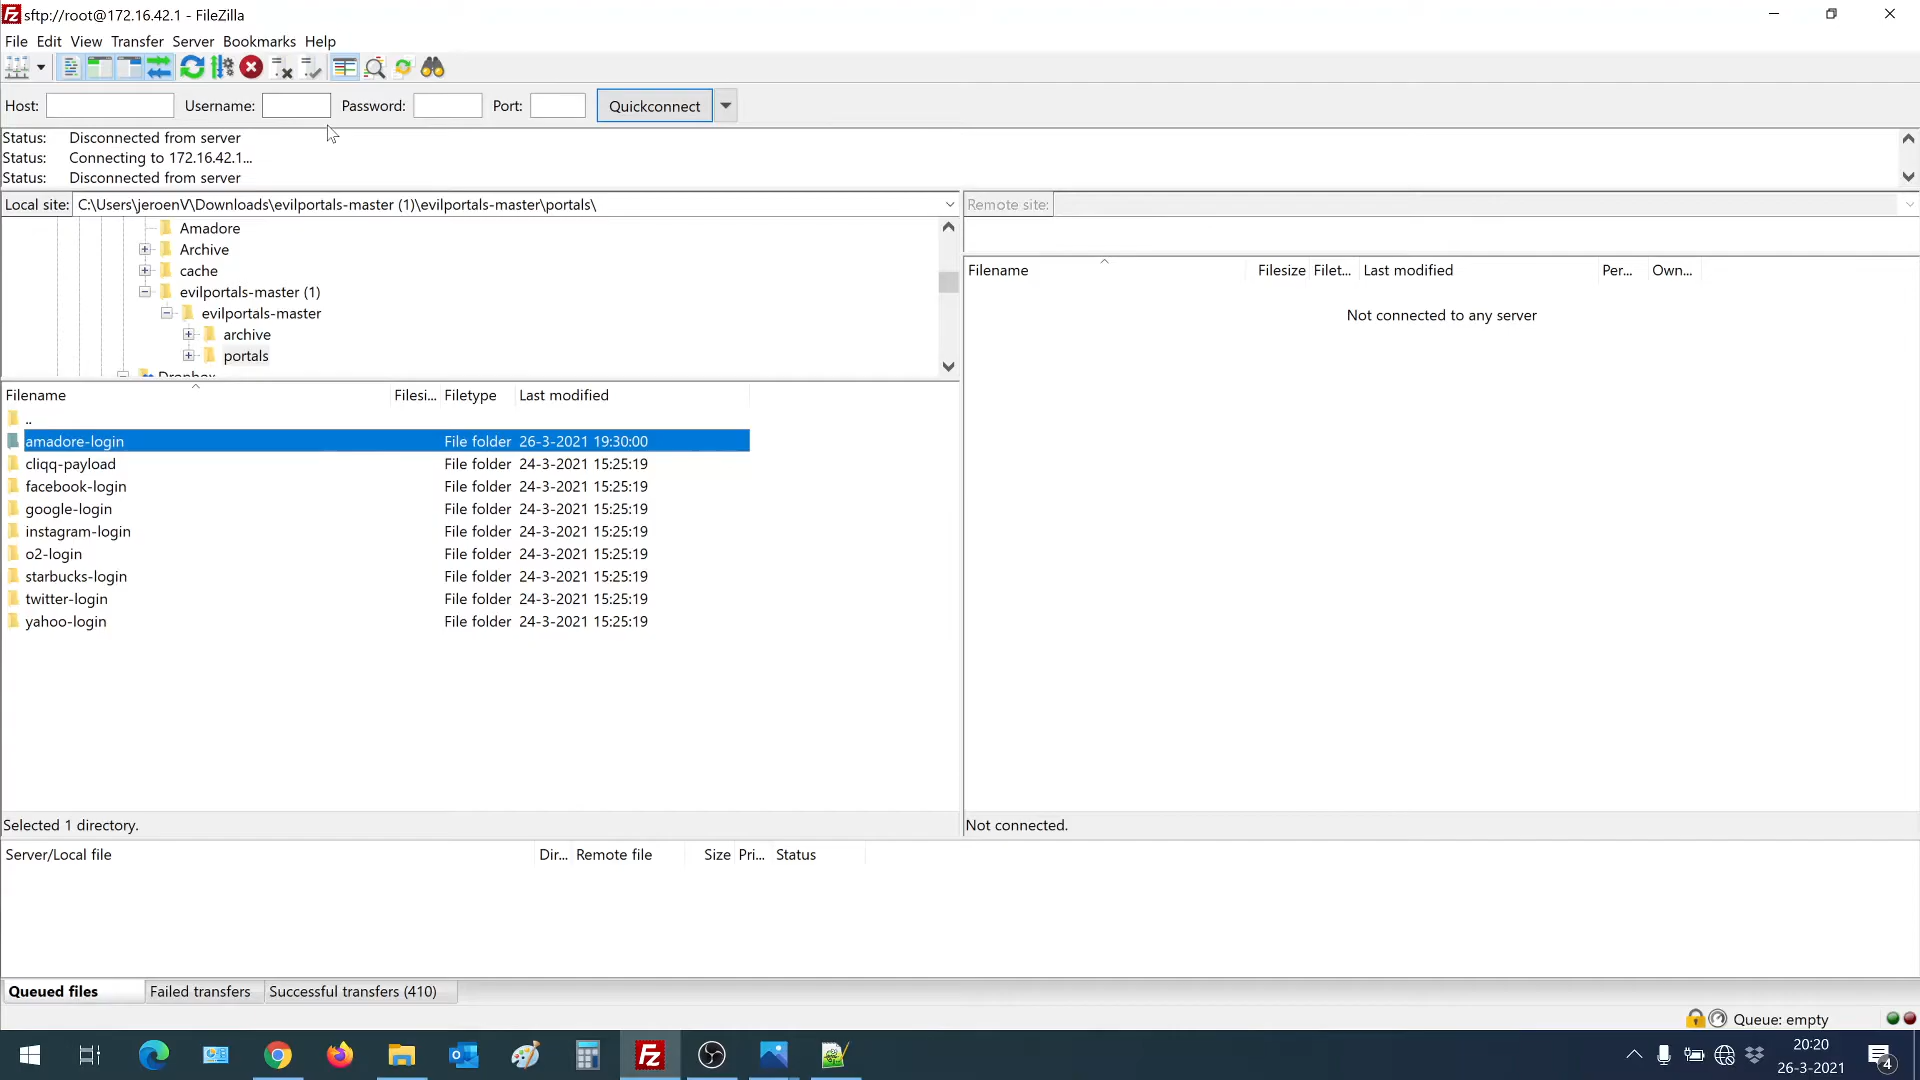 sftp://root@172.16.42.1 - FileZilla
File Edit View Transfer Server Bookmarks Help
Host: Username: Password: Port: Quickconnect
Status: Disconnected from server
Status: Connecting to 172.16.42.1...
Status: Disconnected from server
Local site: C:\Users\jeroenV\Downloads\evilportals-master (1)\evilportals-master\portals\
Remote site:
Amadore
Archive
cache
evilportals-master (1)
evilportals-master
archive
portals
Dropbox
Filename Filesize Filet... Last modified Per... Own...
Not connected to any server
Filename Filesi... Filetype Last modified
..
amadore-login File folder 26-3-2021 19:30:00
cliqq-payload File folder 24-3-2021 15:25:19
facebook-login File folder 24-3-2021 15:25:19
google-login File folder 24-3-2021 15:25:19
instagram-login File folder 24-3-2021 15:25:19
o2-login File folder 24-3-2021 15:25:19
starbucks-login File folder 24-3-2021 15:25:19
twitter-login File folder 24-3-2021 15:25:19
yahoo-login File folder 24-3-2021 15:25:19
Selected 1 directory.
Not connected.
Server/Local file Dir... Remote file Size Pri... Status
Queued files Failed transfers Successful transfers (410)
Queue: empty
20:20
26-3-2021
4